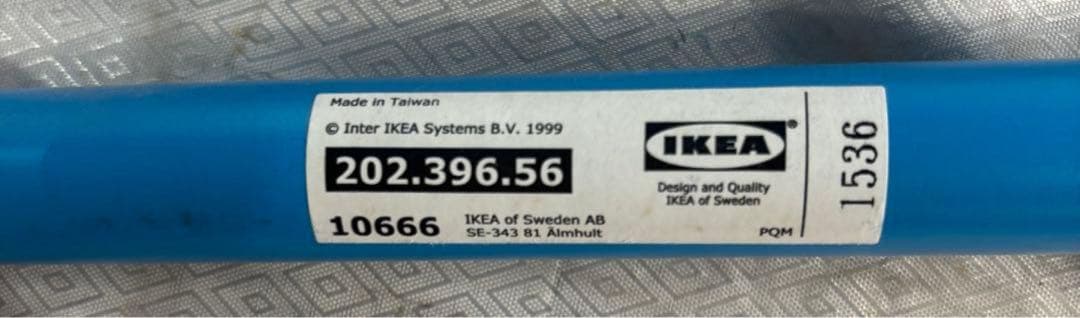 Made in Taiwan
© Inter IKEA Systems B.V. 1999
202.396.56
10666
IKEA of Sweden AB
SE-343 81 Älmhult
IKEA®
Design and Quality
IKEA of Sweden
PQM
1536